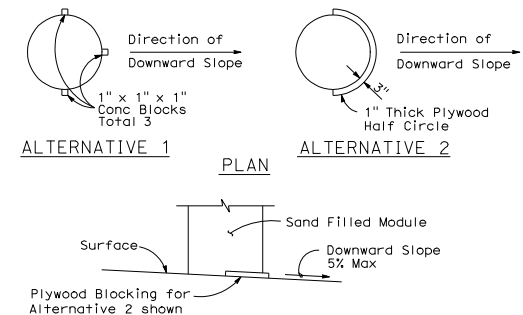 Direction of
Downward Slope
1" x 1" x 1"
Conc Blocks
Total 3
ALTERNATIVE 1
Direction of
Downward Slope
3"
1" Thick Plywood
Half Circle
ALTERNATIVE 2
PLAN
Sand Filled Module
Surface
Downward Slope
5% Max
Plywood Blocking for
Alternative 2 shown